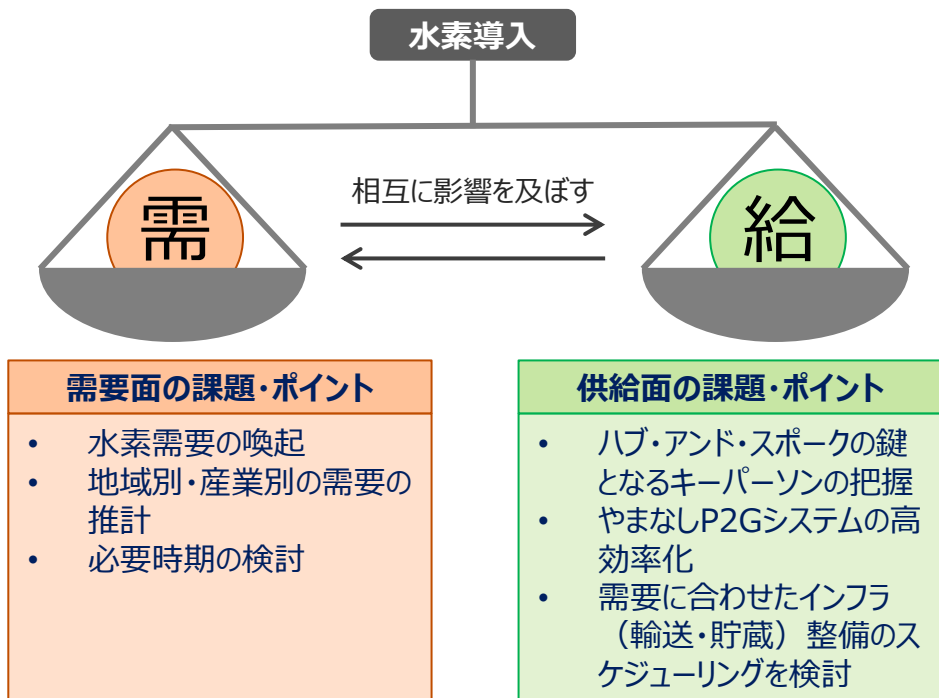 水素導入
相互に影響を及ぼす
需
給
需要面の課題・ポイント
• 水素需要の喚起
• 地域別・産業別の需要の
推計
• 必要時期の検討
供給面の課題・ポイント
• ハブ・アンド・スポークの鍵
となるキーパーソンの把握
• やまなしP2Gシステムの高
効率化
• 需要に合わせたインフラ
（輸送・貯蔵）整備のス
ケジューリングを検討